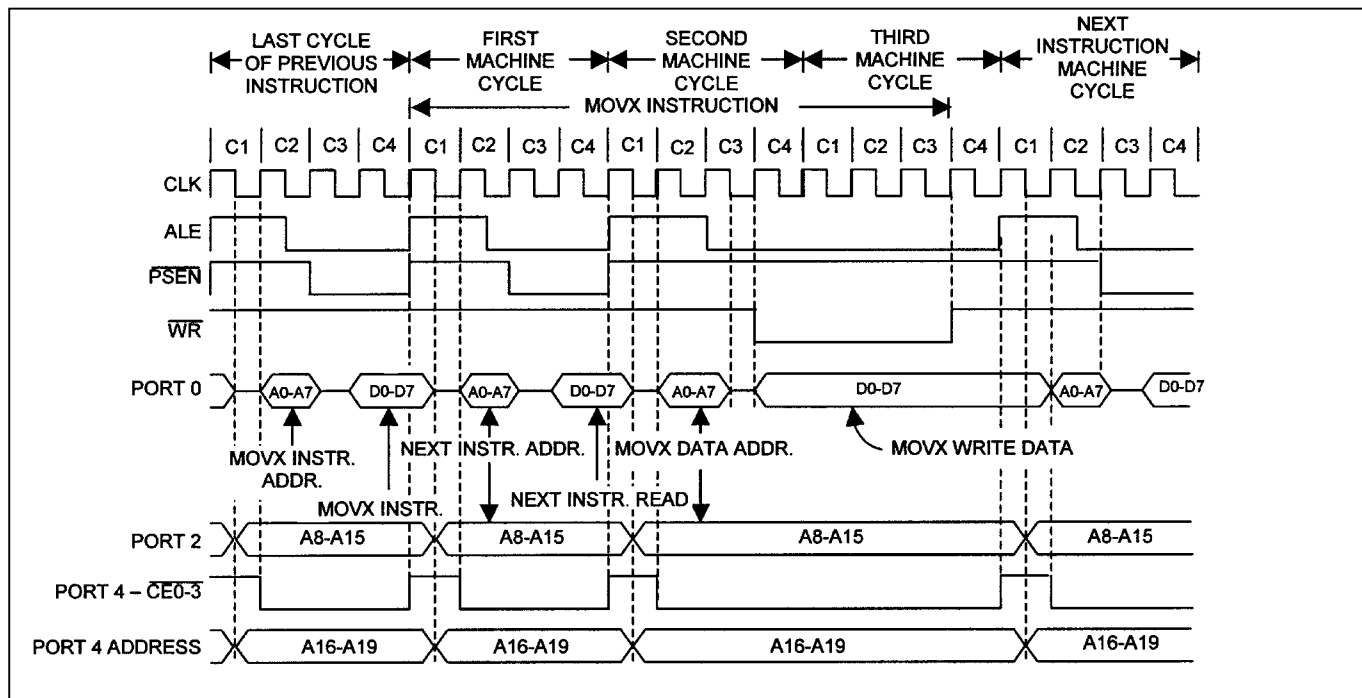 LAST CYCLE OF PREVIOUS INSTRUCTION
FIRST MACHINE CYCLE
SECOND MACHINE CYCLE
THIRD MACHINE CYCLE
NEXT INSTRUCTION MACHINE CYCLE
MOVX INSTRUCTION
C1 C2 C3 C4 C1 C2 C3 C4 C1 C2 C3 C4 C1 C2 C3 C4 C1 C2 C3 C4
CLK
ALE
PSEN
WR
PORT 0 A0-A7 D0-D7 A0-A7 D0-D7 A0-A7 D0-D7 A0-A7 D0-D7
MOVX INSTR. ADDR.
MOVX INSTR.
NEXT INSTR. ADDR.
NEXT INSTR. READ
MOVX DATA ADDR.
MOVX WRITE DATA
PORT 2 A8-A15 A8-A15 A8-A15 A8-A15
PORT 4 – CE0-3
PORT 4 ADDRESS A16-A19 A16-A19 A16-A19 A16-A19